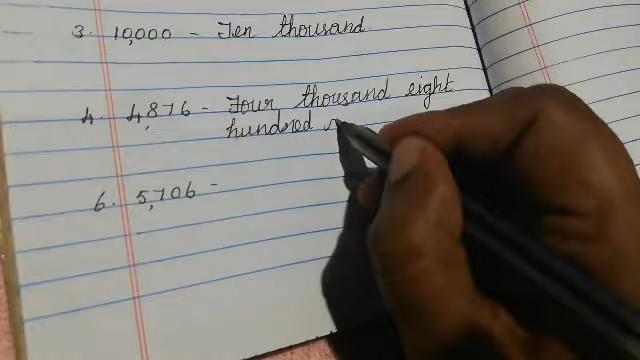 3. 10,000 - Ten thousand
4. 4,876 - Four thousand eight
hundred
6. 5,706 -